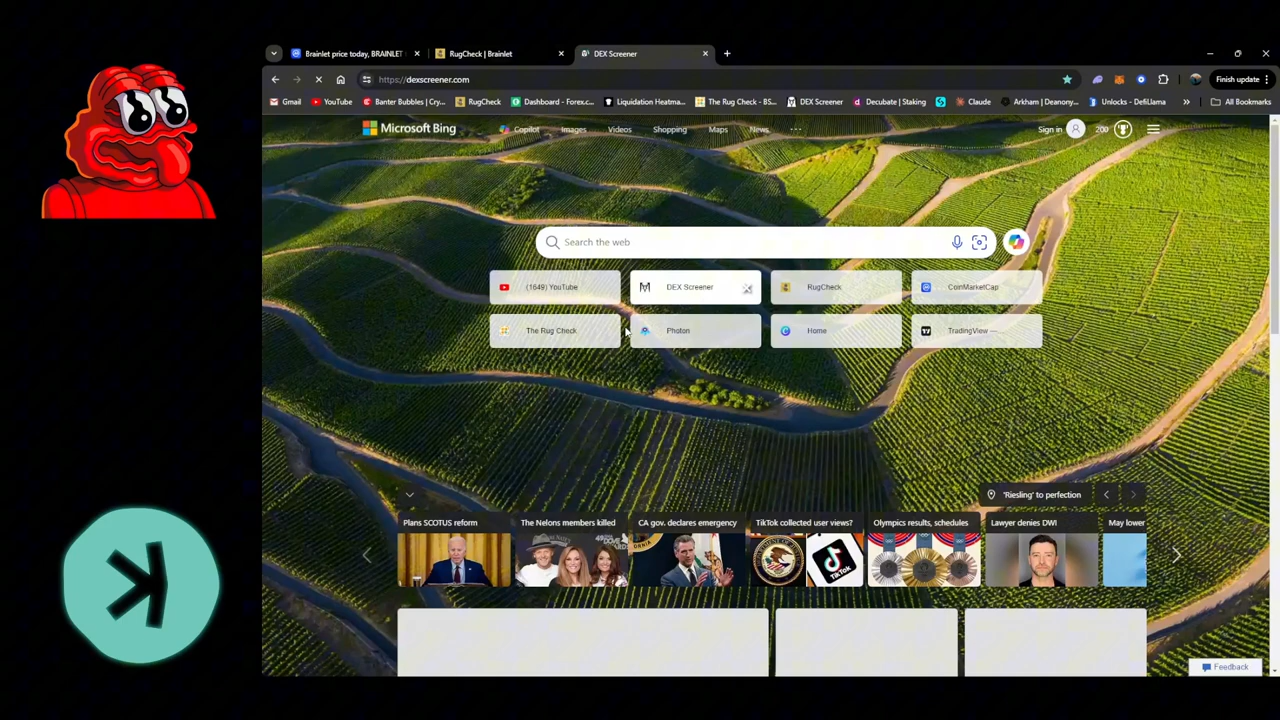 Brainlet price today, BRAINLET
RugCheck | Brainlet
DEX Screener
https://dexscreener.com
Finish update
Gmail
YouTube
Banter Bubbles | Cry...
RugCheck
Dashboard - Forex.c...
Liquidation Heatma...
The Rug Check - BS...
DEX Screener
Decubate | Staking
Claude
Arkham | Deanony...
Unlocks - DefiLlama
All Bookmarks
Microsoft Bing
Copilot
Images
Videos
Shopping
Maps
News
Sign in
200
Search the web
(1649) YouTube
DEX Screener
RugCheck
CoinMarketCap
The Rug Check
Photon
Home
TradingView —
'Riesling' to perfection
Plans SCOTUS reform
The Nelons members killed
CA gov. declares emergency
TikTok collected user views?
Olympics results, schedules
Lawyer denies DWI
May lower
TikTok
Feedback